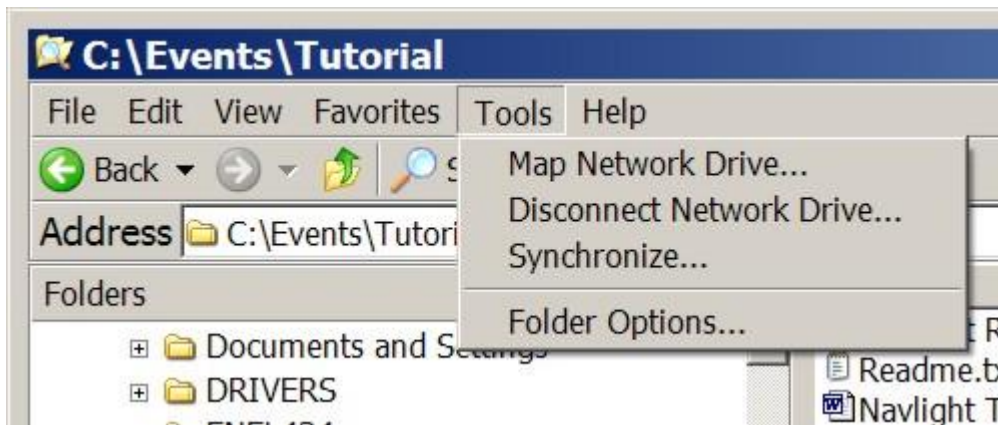 C:\Events\Tutorial
File Edit View Favorites Tools Help
Back
Address C:\Events\Tutori
Map Network Drive...
Disconnect Network Drive...
Synchronize...
Folder Options...
Folders
Documents and Settings
DRIVERS
Readme.tx
Navlight T